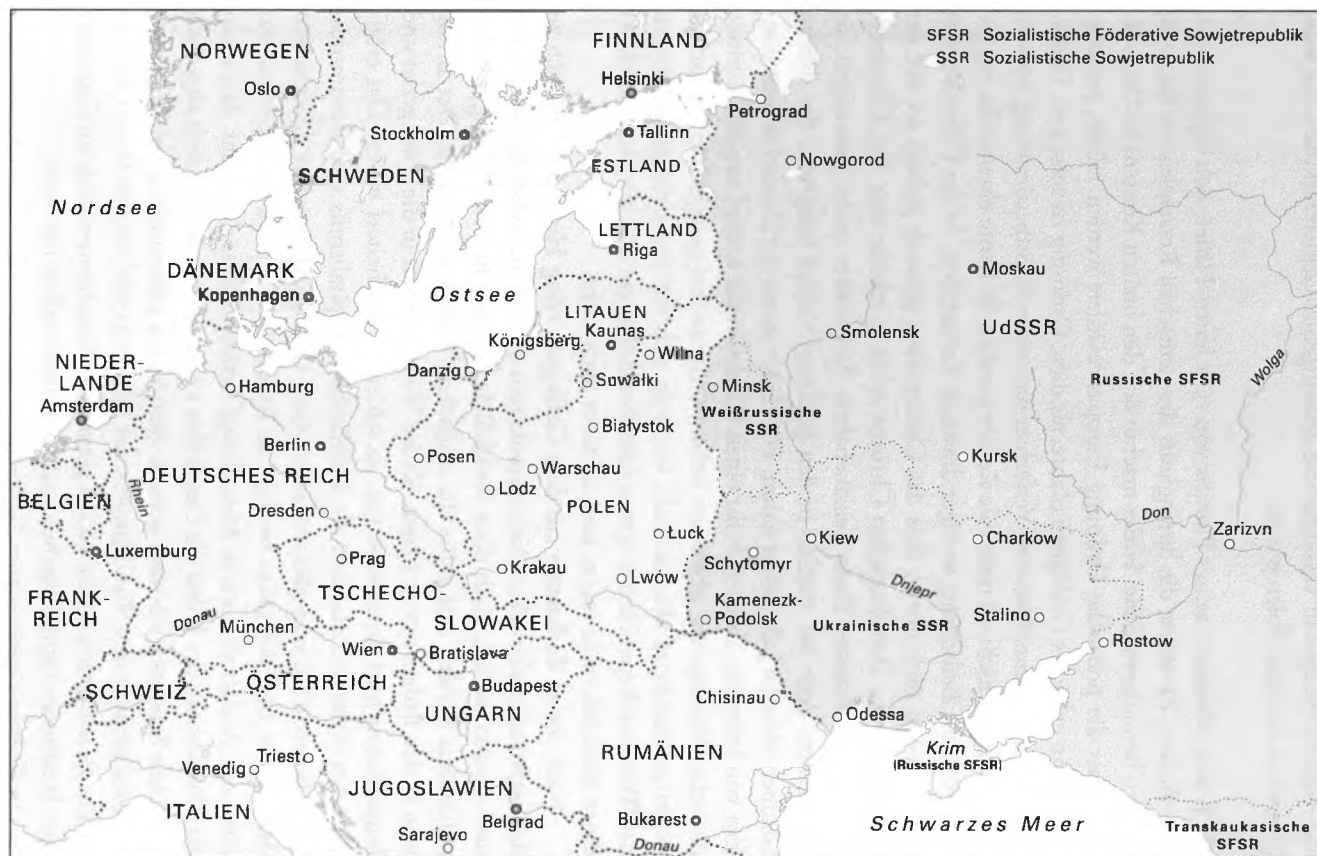 SFSR Sozialistische Föderative Sowjetrepublik
SSR Sozialistische Sowjetrepublik
NORWEGEN
Oslo
FINNLAND
Helsinki
Petrograd
Stockholm
Tallinn
SCHWEDEN
ESTLAND
Nowgorod
Nordsee
LETTLAND
Riga
DÄNEMARK
Kopenhagen
Ostsee
Moskau
LITAUEN
Kaunas
Königsberg
Wilna
Smolensk
UdSSR
NIEDER-
LANDE
Amsterdam
Hamburg
Danzig
Suwałki
Minsk
Weißrussische
SSR
Russische SFSR
Wolga
Białystok
Berlin
Posen
Warschau
Kursk
DEUTSCHES REICH
Rhein
BELGIEN
Lodz
POLEN
Dresden
Don
Zarizyn
Luxemburg
Prag
Łuck
Kiew
Charkow
Schytomyr
Krakau
Lwów
Dnjepr
FRANK-
REICH
TSCHECHO-
SLOWAKEI
Kamenezk-
Podolsk
Ukrainische SSR
Stalino
Donau
München
Wien
Bratislava
Rostow
SCHWEIZ
ÖSTERREICH
Budapest
UNGARN
Chisinau
Odessa
Triest
Venedig
RUMÄNIEN
Krim
(Russische SFSR)
ITALIEN
JUGOSLAWIEN
Belgrad
Sarajevo
Bukarest
Donau
Schwarzes Meer
Transkaukasische
SFSR